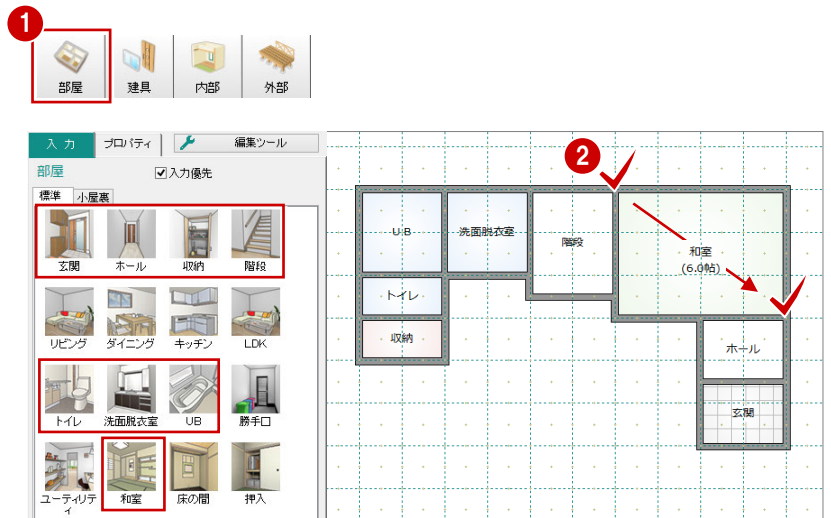 1
部屋 建具 内部 外部
入 力 プロパティ 編集ツール
部屋 入力優先
標準 小屋裏
玄関 ホール 収納 階段
リビング ダイニング キッチン LDK
トイレ 洗面脱衣室 UB 勝手口
ユーティリテ
ィ 和室 床の間 押入
2
UB 洗面脱衣室 階段 和室
(6.0帖)
トイレ
収納
ホール
玄関